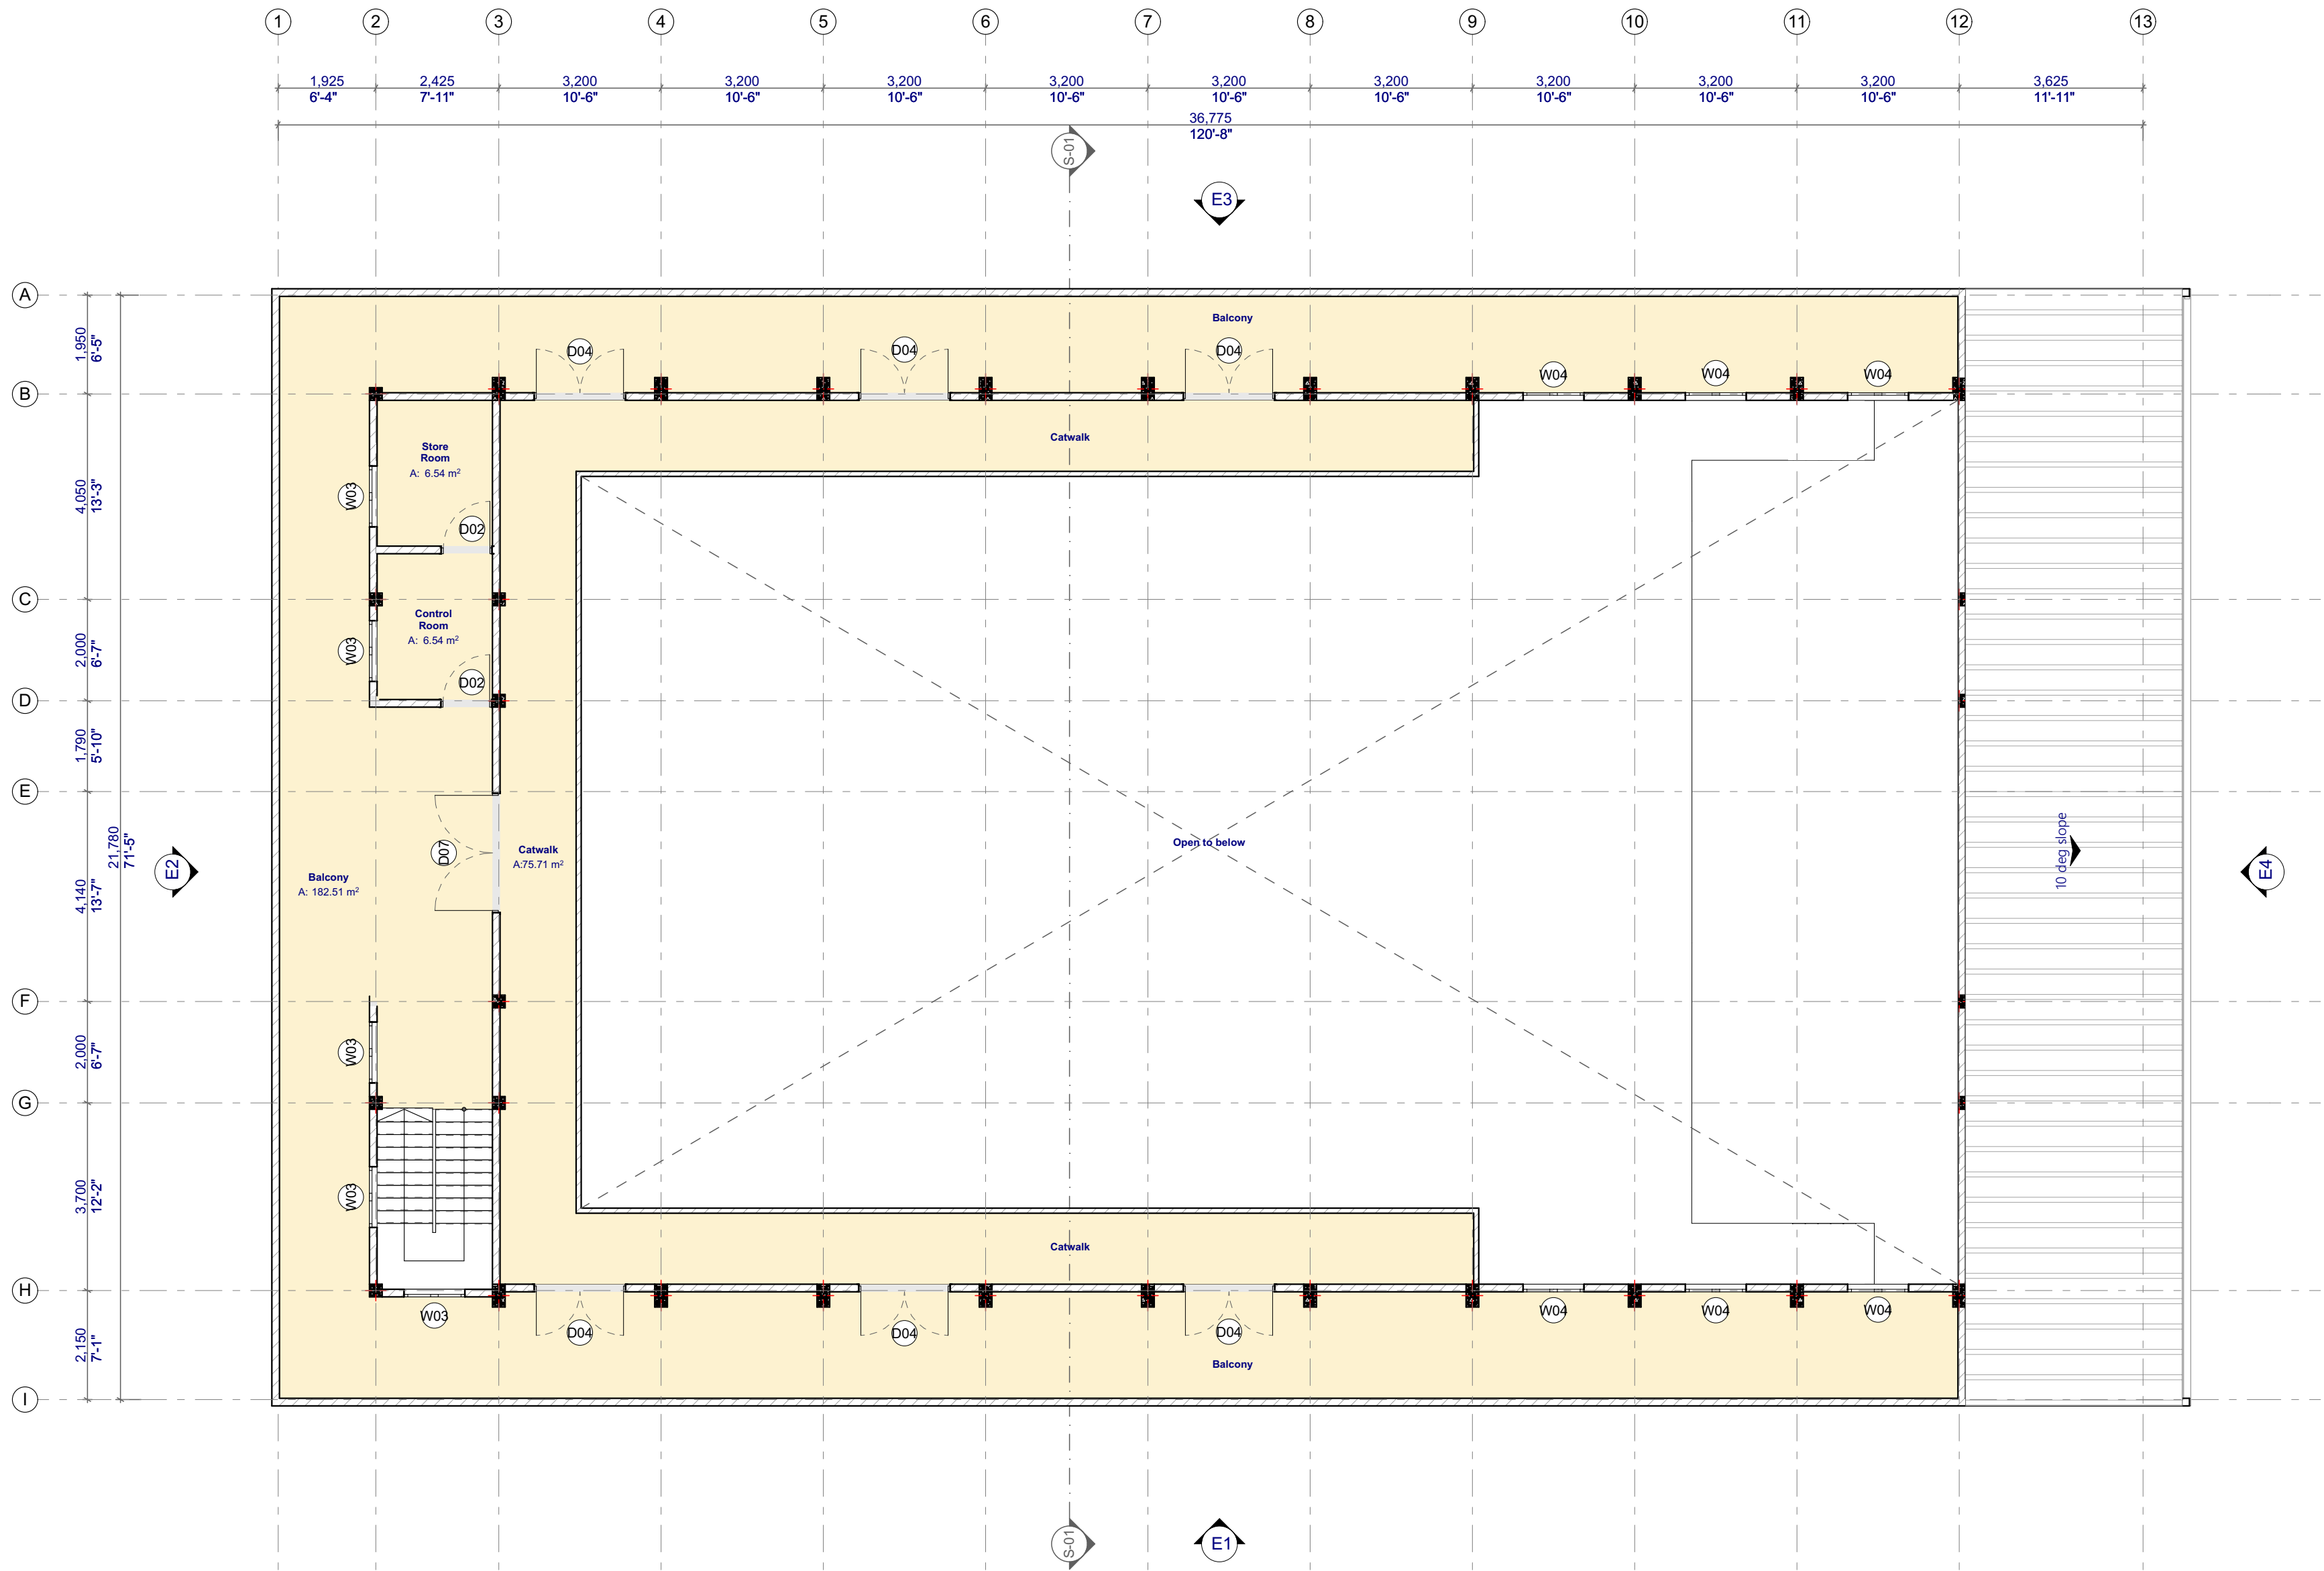 1 2 3 4 5 6 7 8 9 10 11 12 13
1,925 2,425 3,200 3,200 3,200 3,200 3,200 3,200 3,200 3,200 3,200 3,625
6'-4" 7'-11" 10'-6" 10'-6" 10'-6" 10'-6" 10'-6" 10'-6" 10'-6" 10'-6" 10'-6" 11'-11"
36,775
120'-8"
S-01
E3
A
1,950
6'-5"
Balcony
D04 D04 D04 W04 W04 W04
B
Catwalk
Store
Room
A: 6.54 m²
4,050
13'-3"
W03
D02
C
Control
Room
A: 6.54 m²
2,000
6'-7"
W03
D02
D
1,790
5'-10"
E
21,780
71'-5"
E2
D07
Catwalk
A:75.71 m²
Open to below
10 deg slope
E4
Balcony
A: 182.51 m²
4,140
13'-7"
F
2,000
6'-7"
W03
G
3,700
12'-2"
W03
Catwalk
H
W03
D04 D04 D04 W04 W04 W04
2,150
7'-1"
Balcony
I
S-01
E1